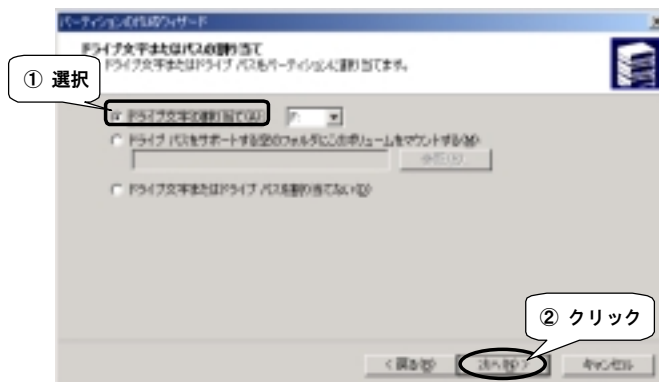 パーティションの作成ウィザード
ドライブ文字またはパスの割り当て
ドライブ文字またはドライブ パスをパーティションに割り当てます。
① 選択
ドライブ文字の割り当て(A) F:
ドライブ パスをサポートする空のフォルダにこのボリュームをマウントする(M)
参照(R)...
ドライブ文字またはドライブ パスを割り当てない(D)
② クリック
< 戻る(B) 次へ(N) > キャンセル